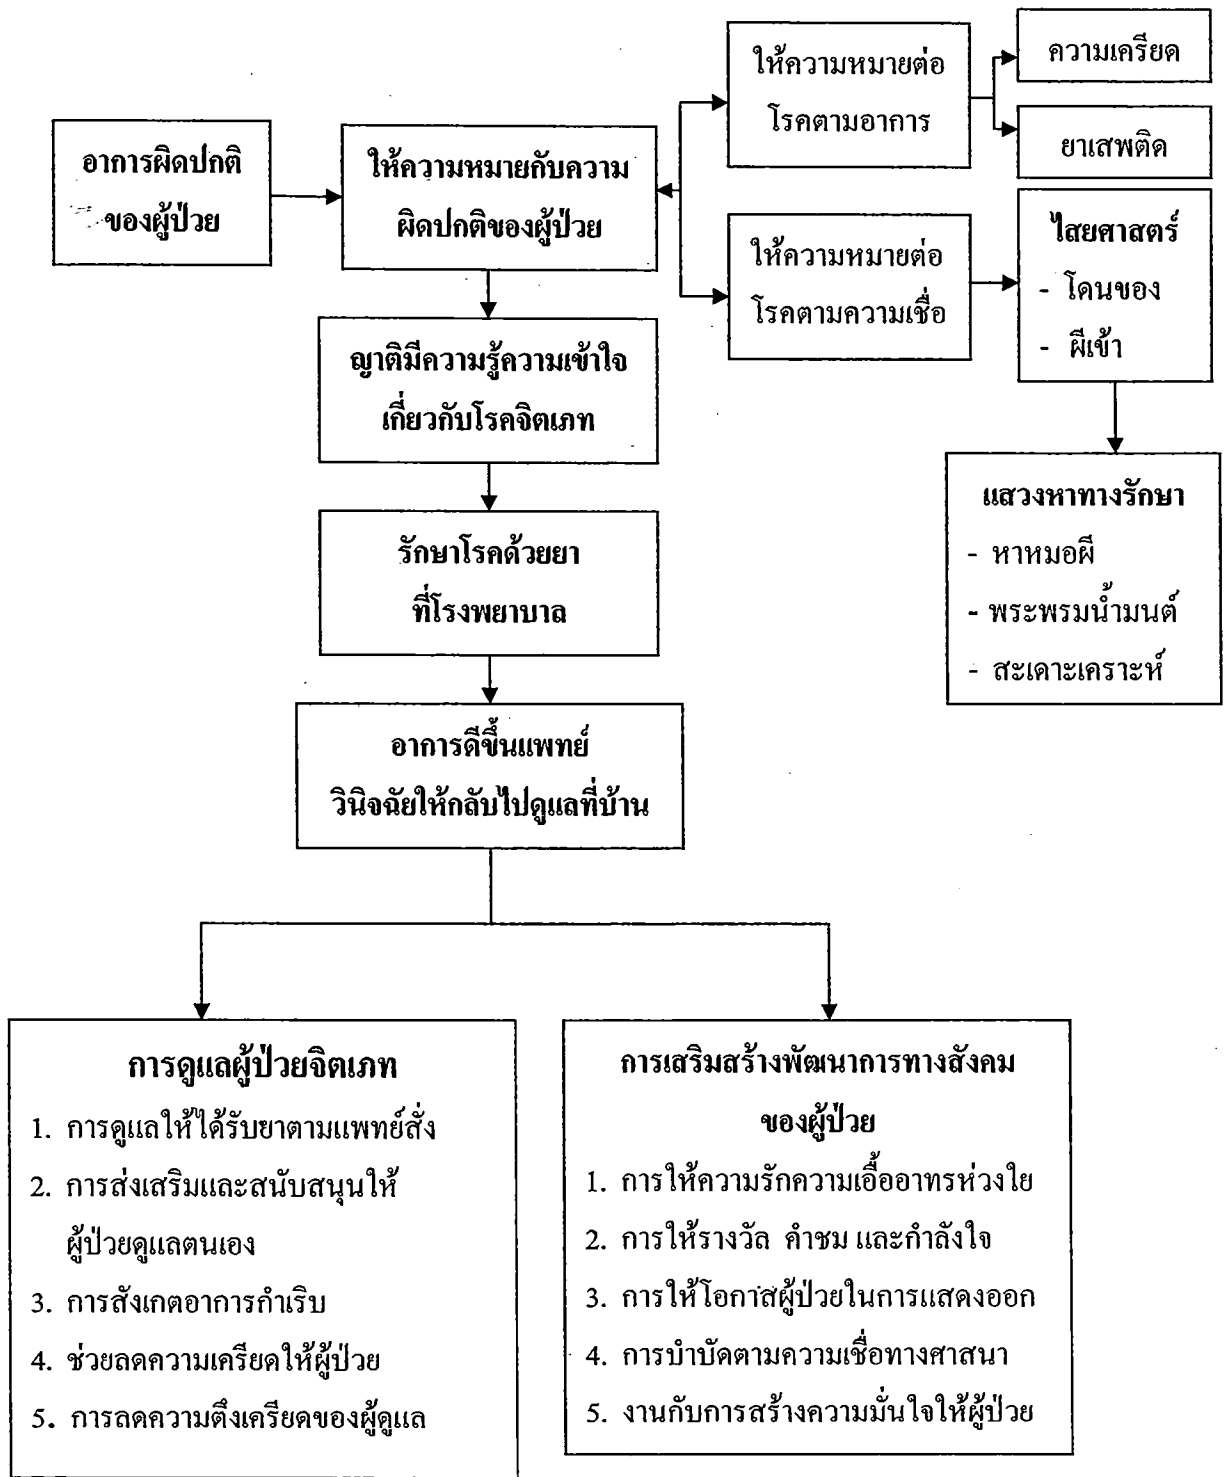 อาการผิดปกติ
ของผู้ป่วย
ให้ความหมายกับความ
ผิดปกติของผู้ป่วย
ให้ความหมายต่อ
โรคตามอาการ
ความเครียด
ยาเสพติด
ให้ความหมายต่อ
โรคตามความเชื่อ
ไสยศาสตร์
- โดนของ
- ผีเข้า
แสวงหาทางรักษา
- หาหมอผี
- พระพรมน้ำมนต์
- สะเดาะเคราะห์
ญาติมีความรู้ความเข้าใจ
เกี่ยวกับโรคจิตเภท
รักษาโรคด้วยยา
ที่โรงพยาบาล
อาการดีขึ้นแพทย์
วินิจฉัยให้กลับไปดูแลที่บ้าน
การดูแลผู้ป่วยจิตเภท
1. การดูแลให้ได้รับยาตามแพทย์สั่ง
2. การส่งเสริมและสนับสนุนให้
ผู้ป่วยดูแลตนเอง
3. การสังเกตอาการกำเริบ
4. ช่วยลดความเครียดให้ผู้ป่วย
5. การลดความตึงเครียดของผู้ดูแล
การเสริมสร้างพัฒนาการทางสังคม
ของผู้ป่วย
1. การให้ความรักความเอื้ออาทรห่วงใย
2. การให้รางวัล คำชม และกำลังใจ
3. การให้โอกาสผู้ป่วยในการแสดงออก
4. การบำบัดตามความเชื่อทางศาสนา
5. งานกับการสร้างความมั่นใจให้ผู้ป่วย